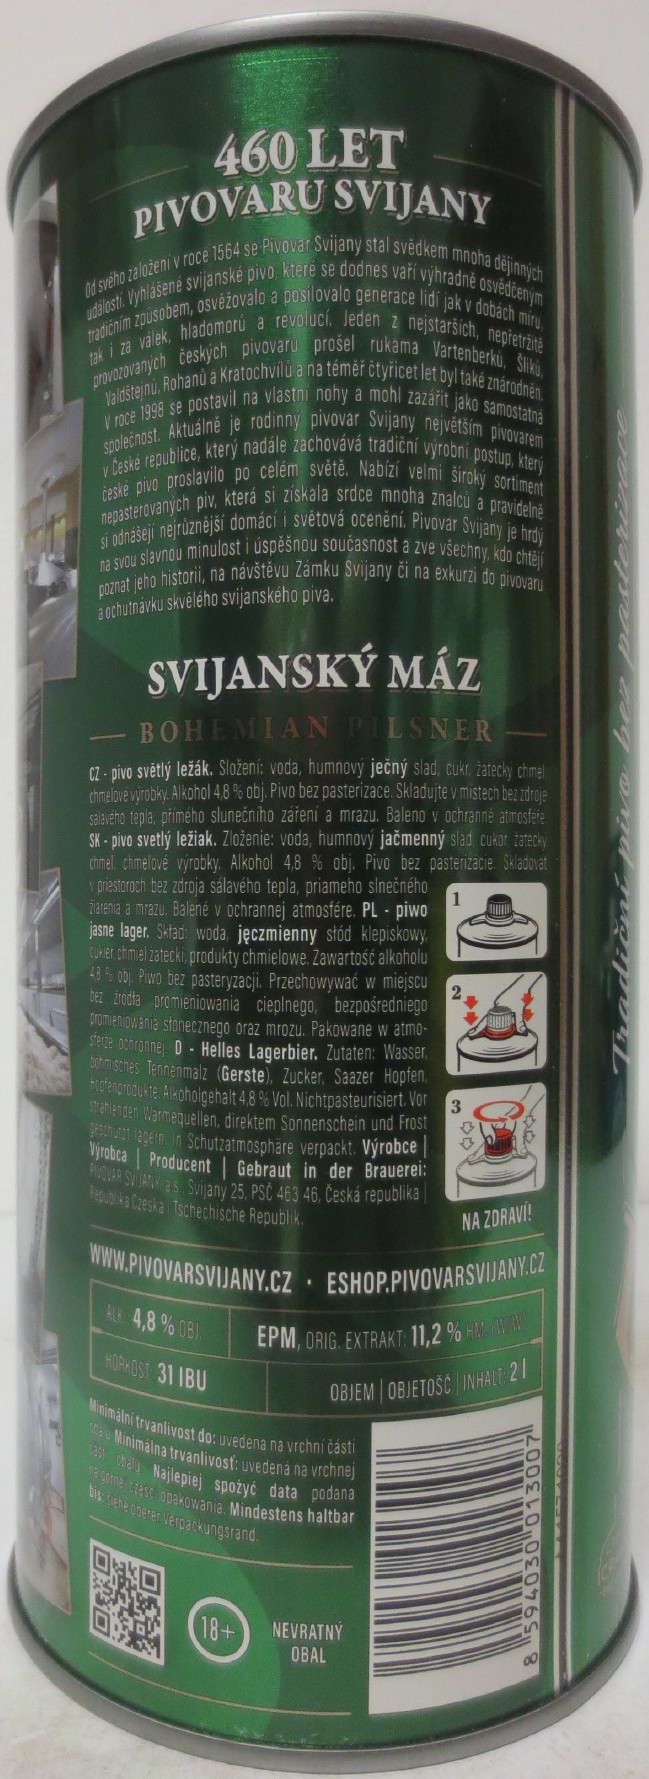 460 LET
PIVOVARU SVIJANY
Od svého založení v roce 1564 se Pivovar Svijany stal svědkem mnoha dějinných
událostí. Vyhlášené svijanské pivo, které se dodnes vaří výhradně osvědčeným
tradičním způsobem, osvěžovalo a posilovalo generace lidí jak v dobách míru,
tak i za válek, hladomorů a revolucí. Jeden z nejstarších, nepřetržitě
provozovaných českých pivovarů prošel rukama Vartenberků, Šliků,
Valdštejnů, Rohanů a Kratochvílů a na téměř čtyřicet let byl také znárodněn.
V roce 1998 se postavil na vlastní nohy a mohl zazářit jako samostatná
společnost. Aktuálně je rodinný pivovar Svijany největším pivovarem
v České republice, který nadále zachovává tradiční výrobní postup, který
české pivo proslavilo po celém světě. Nabízí velmi široký sortiment
nepasterovaných piv, která si získala srdce mnoha znalců a pravidelně
si odnášejí nejrůznější domácí i světová ocenění. Pivovar Svijany je hrdý
na svou slavnou minulost i úspěšnou současnost a zve všechny, kdo chtějí
poznat jeho historii, na návštěvu Zámku Svijany či na exkurzi do pivovaru
a ochutnávku skvělého svijanského piva.
SVIJANSKÝ MÁZ
BOHEMIAN PILSNER
CZ - pivo světlý ležák. Složení: voda, humnový ječný slad, cukr, žatecký chmel,
chmelové výrobky. Alkohol 4,8 % obj. Pivo bez pasterizace. Skladujte v místech bez zdroje
sálavého tepla, přímého slunečního záření a mrazu. Baleno v ochranné atmosféře.
SK - pivo svetlý ležiak. Zloženie: voda, humnový jačmenný slad, cukor, žatecký
chmel, chmelové výrobky. Alkohol 4,8 % obj. Pivo bez pasterizácie. Skladovať
v priestoroch bez zdroja sálavého tepla, priameho slnečného
žiarenia a mrazu. Balené v ochrannej atmosfére. PL - piwo
jasne lager. Skład: woda, jęczmienny słód klepiskowy,
cukier, chmiel zatecki, produkty chmielowe. Zawartość alkoholu
4,8 % obj. Piwo bez pasteryzacji. Przechowywać w miejscu
bez źródła promieniowania cieplnego, bezpośredniego
promieniowania słonecznego oraz mrozu. Pakowane w atmo-
sferze ochronnej. D - Helles Lagerbier. Zutaten: Wasser,
böhmisches Tennenmalz (Gerste), Zucker, Saazer Hopfen,
Hopfenprodukte. Alkoholgehalt 4,8 % Vol. Nichtpasteurisiert. Vor
strahlenden Wärmequellen, direktem Sonnenschein und Frost
geschützt lagern. In Schutzatmosphäre verpackt. Výrobce |
Výrobca | Producent | Gebraut in der Brauerei:
PIVOVAR SVIJANY, a.s., Svijany 25, PSČ 463 46, Česká republika |
Republika Czeska | Tschechische Republik.
1
2
3
NA ZDRAVÍ!
WWW.PIVOVARSVIJANY.CZ · ESHOP.PIVOVARSVIJANY.CZ
ALK. 4,8 % OBJ.
EPM, ORIG. EXTRAKT: 11,2 % HM. (W/W)
HOŘKOST 31 IBU
OBJEM | OBJETOSŤ | INHALT: 2 l
Minimální trvanlivost do: uvedena na vrchní části
obalu. Minimálna trvanlivosť: uvedená na vrchnej
časti obalu. Najlepiej spożyć data podana
na górnej części opakowania. Mindestens haltbar
bis: siehe oberer Verpackungsrand.
18+
NEVRATNÝ
OBAL
8 594030 013007
Tradiční pivo bez pasterizace